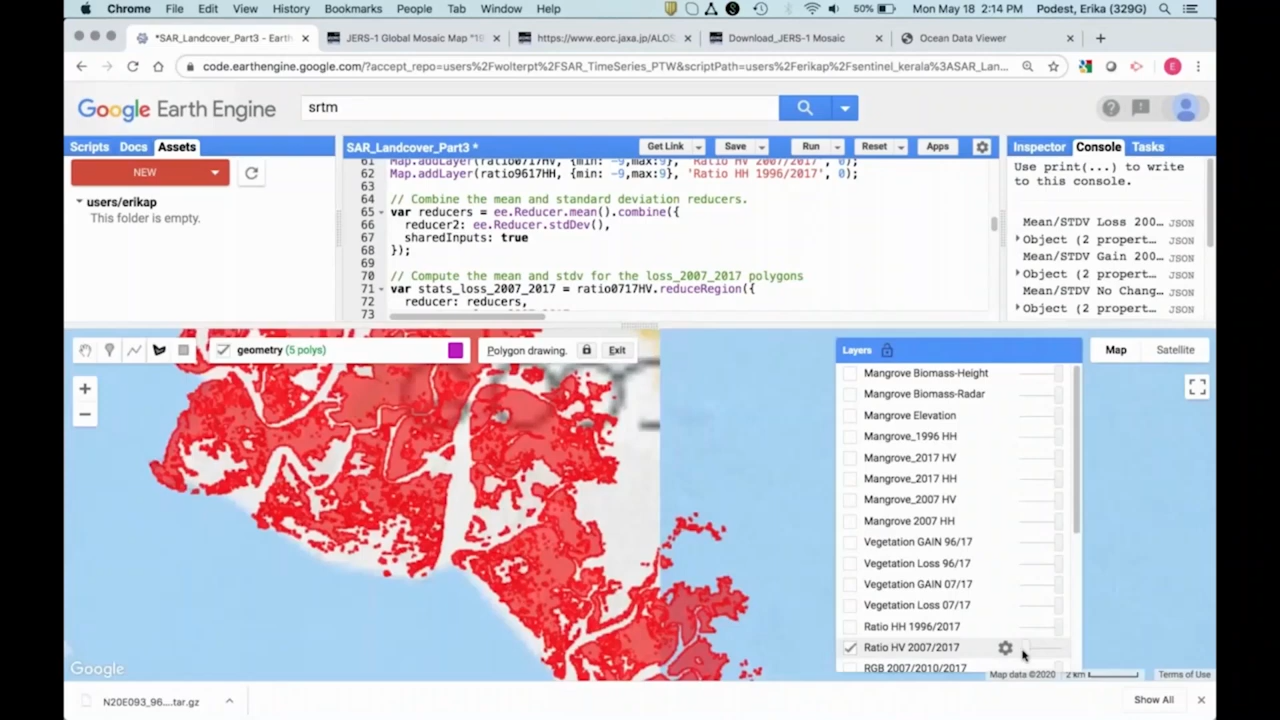 Chrome File Edit View History Bookmarks People Tab Window Help
50% Mon May 18 2:14 PM Podest, Erika (329G)
*SAR_Landcover_Part3 - Earth
JERS-1 Global Mosaic Map "19
https://www.eorc.jaxa.jp/ALOS
Download_JERS-1 Mosaic
Ocean Data Viewer
code.earthengine.google.com/?accept_repo=users%2Fwolterpt%2FSAR_TimeSeries_PTW&scriptPath=users%2Ferikap%2Fsentinel_kerala%3ASAR_Lan...
E
Google Earth Engine
srtm
Scripts Docs Assets
NEW
users/erikap
This folder is empty.
SAR_Landcover_Part3 *
Get Link Save Run Reset Apps
61 Map.addLayer(ratio0717HV, {min: -9,max:9}, 'Ratio HV 2007/2017', 0);
62 Map.addLayer(ratio9617HH, {min: -9,max:9}, 'Ratio HH 1996/2017', 0);
63
64 // Combine the mean and standard deviation reducers.
65 var reducers = ee.Reducer.mean().combine({
66 reducer2: ee.Reducer.stdDev(),
67 sharedInputs: true
68 });
69
70 // Compute the mean and stdv for the loss_2007_2017 polygons
71 var stats_loss_2007_2017 = ratio0717HV.reduceRegion({
72 reducer: reducers,
73
Inspector Console Tasks
Use print(...) to write
to this console.
Mean/STDV Loss 200... JSON
Object (2 propert... JSON
Mean/STDV Gain 200... JSON
Object (2 propert... JSON
Mean/STDV No Chang... JSON
Object (2 propert... JSON
geometry (5 polys)
Polygon drawing. Exit
Layers
Mangrove Biomass-Height
Mangrove Biomass-Radar
Mangrove Elevation
Mangrove_1996 HH
Mangrove_2017 HV
Mangrove_2017 HH
Mangrove_2007 HV
Mangrove 2007 HH
Vegetation GAIN 96/17
Vegetation Loss 96/17
Vegetation GAIN 07/17
Vegetation Loss 07/17
Ratio HH 1996/2017
Ratio HV 2007/2017
RGB 2007/2010/2017
Map Satellite
Google
Map data ©2020 2 km Terms of Use
N20E093_96....tar.gz
Show All